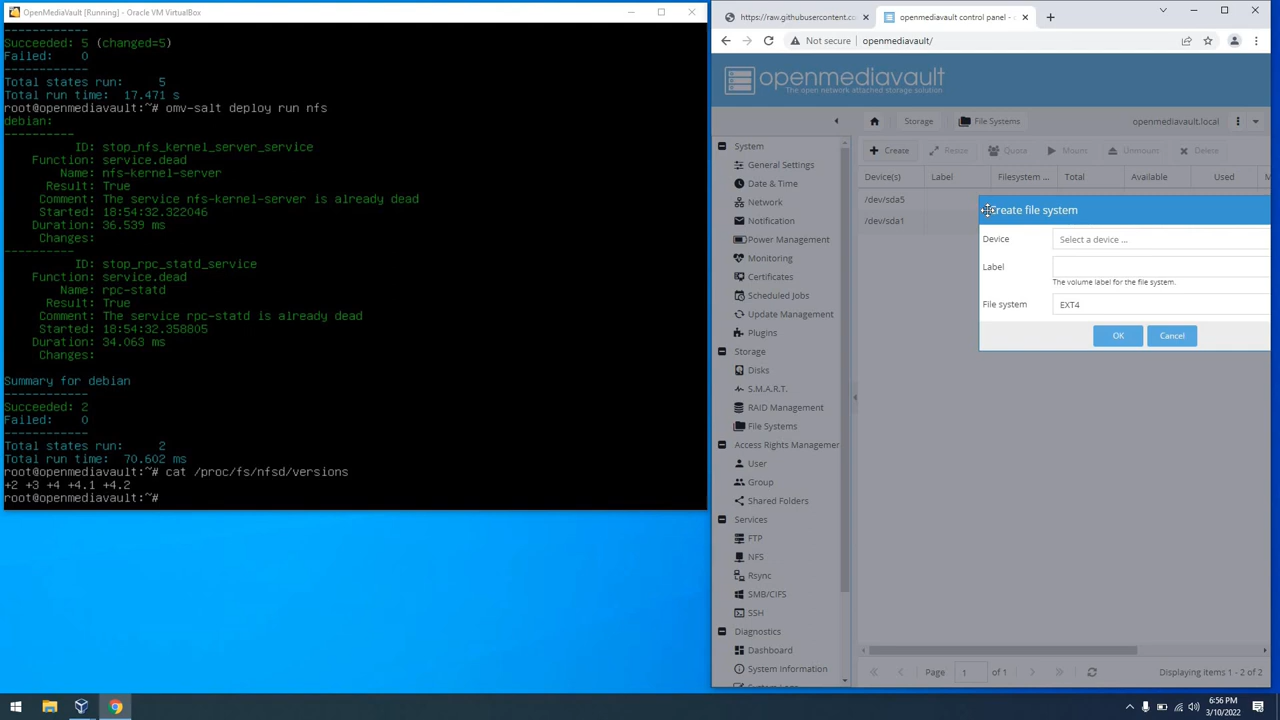 OpenMediaVault [Running] - Oracle VM VirtualBox
------------
Succeeded: 5 (changed=5)
Failed:    0
------------
Total states run:     5
Total run time:  17.471 s
root@openmediavault:~# omv-salt deploy run nfs
debian:
----------
ID: stop_nfs_kernel_server_service
Function: service.dead
Name: nfs-kernel-server
Result: True
Comment: The service nfs-kernel-server is already dead
Started: 18:54:32.322046
Duration: 36.539 ms
Changes:
----------
ID: stop_rpc_statd_service
Function: service.dead
Name: rpc-statd
Result: True
Comment: The service rpc-statd is already dead
Started: 18:54:32.358805
Duration: 34.063 ms
Changes:
Summary for debian
------------
Succeeded: 2
Failed:    0
------------
Total states run:     2
Total run time:  70.602 ms
root@openmediavault:~# cat /proc/fs/nfsd/versions
+2 +3 +4 +4.1 +4.2
root@openmediavault:~#
https://raw.githubusercontent.co
openmediavault control panel -
Not secure
openmediavault/
openmediavault
The open network attached storage solution
Storage
File Systems
openmediavault.local
System
General Settings
Date & Time
Network
Notification
Power Management
Monitoring
Certificates
Scheduled Jobs
Update Management
Plugins
Storage
Disks
S.M.A.R.T.
RAID Management
File Systems
Access Rights Managemer
User
Group
Shared Folders
Services
FTP
NFS
Rsync
SMB/CIFS
SSH
Diagnostics
Dashboard
System Information
Create
Resize
Quota
Mount
Unmount
Delete
Device(s)
Label
Filesystem ...
Total
Available
Used
M
/dev/sda5
/dev/sda1
Create file system
Device
Select a device ...
Label
The volume label for the file system.
File system
EXT4
OK
Cancel
Page
1
of 1
Displaying items 1 - 2 of 2
6:56 PM
3/10/2022